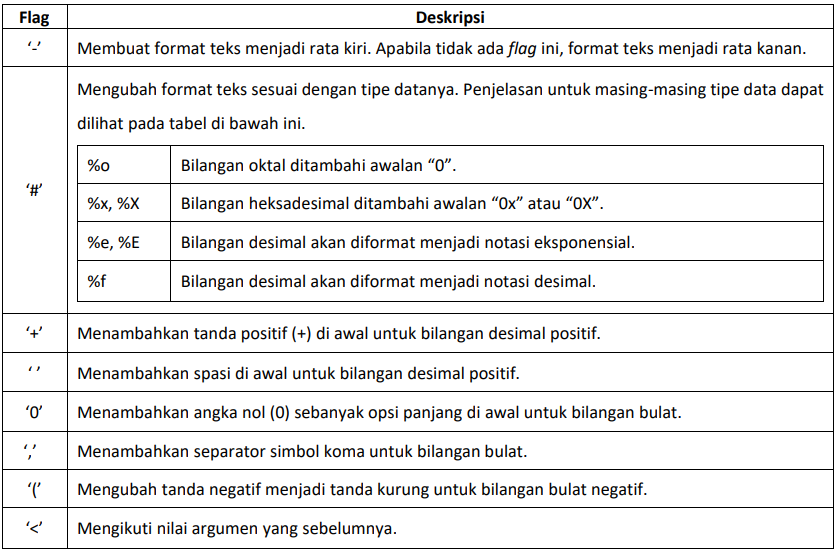 Flag Deskripsi
‘-’ Membuat format teks menjadi rata kiri. Apabila tidak ada flag ini, format teks menjadi rata kanan.
‘#’ Mengubah format teks sesuai dengan tipe datanya. Penjelasan untuk masing-masing tipe data dapat
dilihat pada tabel di bawah ini.
%o Bilangan oktal ditambahi awalan “0”.
%x, %X Bilangan heksadesimal ditambahi awalan “0x” atau “0X”.
%e, %E Bilangan desimal akan diformat menjadi notasi eksponensial.
%f Bilangan desimal akan diformat menjadi notasi desimal.
‘+’ Menambahkan tanda positif (+) di awal untuk bilangan desimal positif.
‘ ’ Menambahkan spasi di awal untuk bilangan desimal positif.
‘0’ Menambahkan angka nol (0) sebanyak opsi panjang di awal untuk bilangan bulat.
‘,’ Menambahkan separator simbol koma untuk bilangan bulat.
‘(’ Mengubah tanda negatif menjadi tanda kurung untuk bilangan bulat negatif.
‘<’ Mengikuti nilai argumen yang sebelumnya.